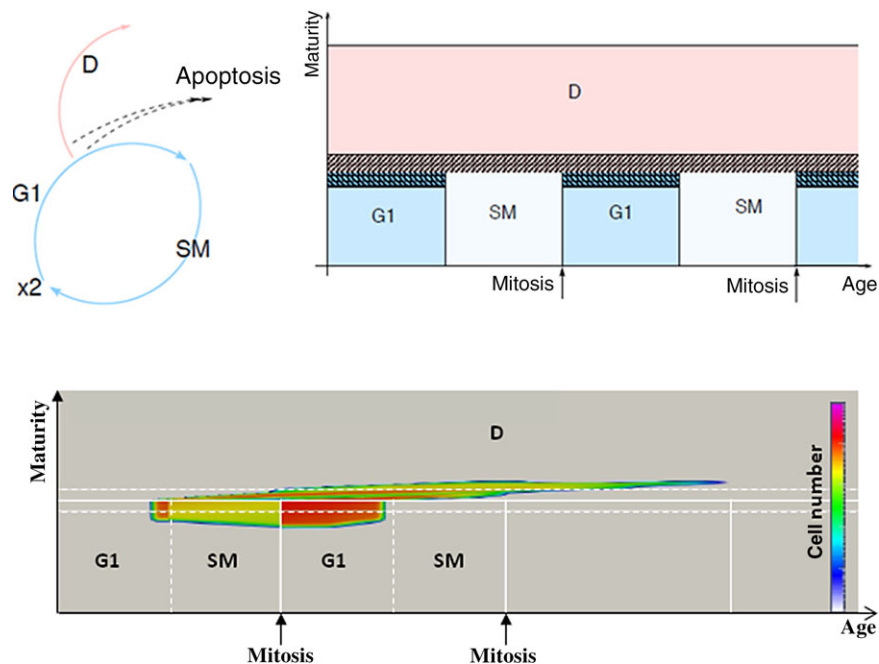 D
Apoptosis
G1
SM
x2
Maturity
D
G1
SM
G1
SM
Mitosis
Mitosis
Age
Maturity
D
Cell number
G1
SM
G1
SM
Age
Mitosis
Mitosis